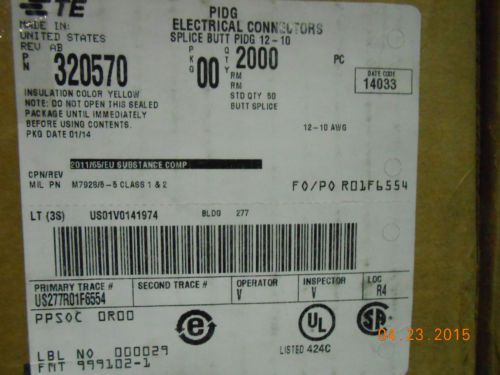 TE
MADE IN:
UNITED STATES
REV AB
PN 320570
INSULATION COLOR YELLOW
NOTE: DO NOT OPEN THIS SEALED
PACKAGE UNTIL IMMEDIATELY
BEFORE USING.
PKG DATE 01/14
PIDG
ELECTRICAL CONNECTORS
SPLICE BUTT PIDG 12-10
PKG 00
QTY 2000 PC
RM
RM
STD QTY 50
BUTT SPLICE
DATE CODE
14033
12-10 AWG
2011/65/EU SUBSTANCE COMP
CPN/REV
MIL PN M7928/5-5 CLASS 1 & 2
FO/PO R01F6554
LT (3S) US01V0141974 BLDG 277
PRIMARY TRACE # SECOND TRACE # OPERATOR INSPECTOR LOC
US277R01F6554 V V R4
PPSOC OR00
e
UL
LISTED 424C
SA
LBL NO 000029
FMT 999102-1
04.23.2015